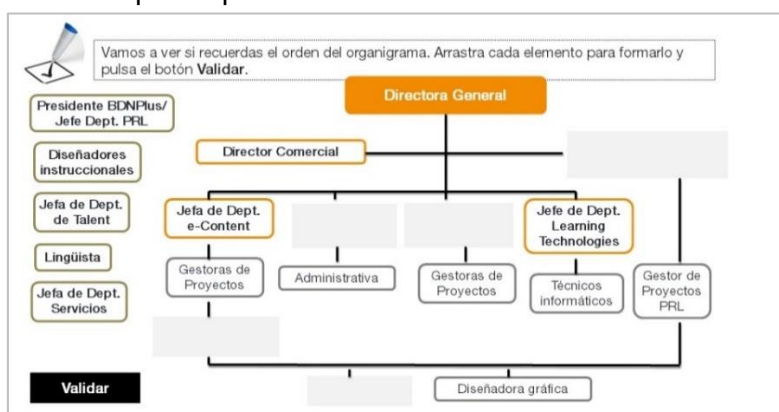 Vamos a ver si recuerdas el orden del organigrama. Arrastra cada elemento para formarlo y
pulsa el botón Validar.
Directora General
Presidente BDNPlus/
Jefe Dept. PRL
Diseñadores
instruccionales
Jefa de Dept.
de Talent
Lingüista
Jefa de Dept.
Servicios
Director Comercial
Jefa de Dept.
e-Content
Jefe de Dept.
Learning
Technologies
Gestoras de
Proyectos
Administrativa
Gestoras de
Proyectos
Técnicos
informáticos
Gestor de
Proyectos
PRL
Validar
Diseñadora gráfica